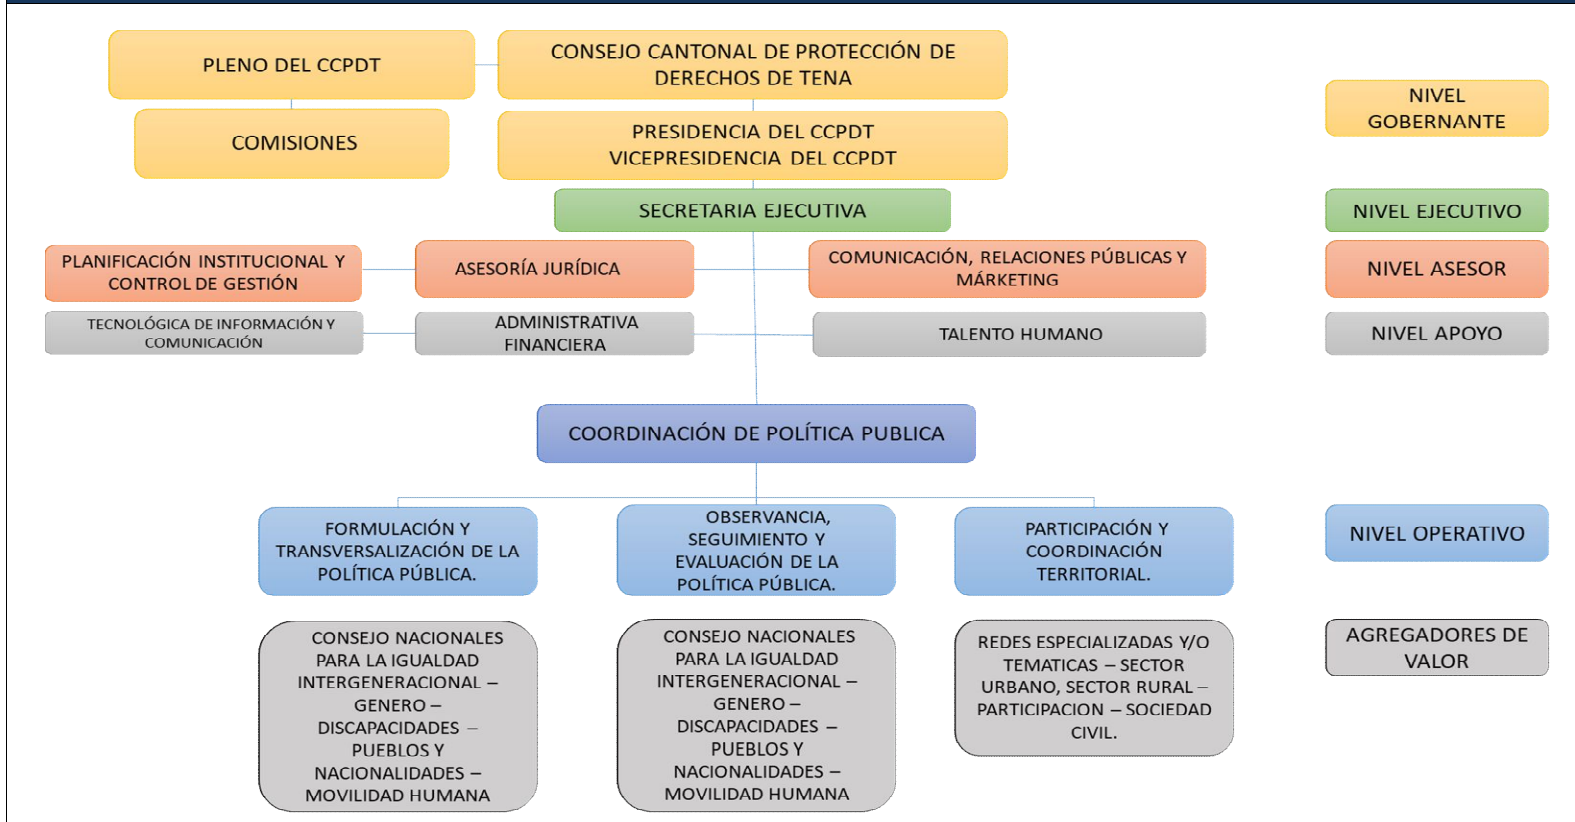 PLENO DEL CCPDT
CONSEJO CANTONAL DE PROTECCIÓN DE
DERECHOS DE TENA
NIVEL
GOBERNANTE
COMISIONES
PRESIDENCIA DEL CCPDT
VICEPRESIDENCIA DEL CCPDT
SECRETARIA EJECUTIVA
NIVEL EJECUTIVO
PLANIFICACIÓN INSTITUCIONAL Y
CONTROL DE GESTIÓN
ASESORÍA JURÍDICA
COMUNICACIÓN, RELACIONES PÚBLICAS Y
MÁRKETING
NIVEL ASESOR
TECNOLÓGICA DE INFORMACIÓN Y
COMUNICACIÓN
ADMINISTRATIVA
FINANCIERA
TALENTO HUMANO
NIVEL APOYO
COORDINACIÓN DE POLÍTICA PUBLICA
FORMULACIÓN Y
TRANSVERSALIZACIÓN DE LA
POLÍTICA PÚBLICA.
OBSERVANCIA,
SEGUIMIENTO Y
EVALUACIÓN DE LA
POLÍTICA PÚBLICA.
PARTICIPACIÓN Y
COORDINACIÓN
TERRITORIAL.
NIVEL OPERATIVO
CONSEJO NACIONALES
PARA LA IGUALDAD
INTERGENERACIONAL –
GENERO –
DISCAPACIDADES –
PUEBLOS Y
NACIONALIDADES –
MOVILIDAD HUMANA
CONSEJO NACIONALES
PARA LA IGUALDAD
INTERGENERACIONAL –
GENERO –
DISCAPACIDADES –
PUEBLOS Y
NACIONALIDADES –
MOVILIDAD HUMANA
REDES ESPECIALIZADAS Y/O
TEMATICAS – SECTOR
URBANO, SECTOR RURAL –
PARTICIPACION – SOCIEDAD
CIVIL.
AGREGADORES DE
VALOR